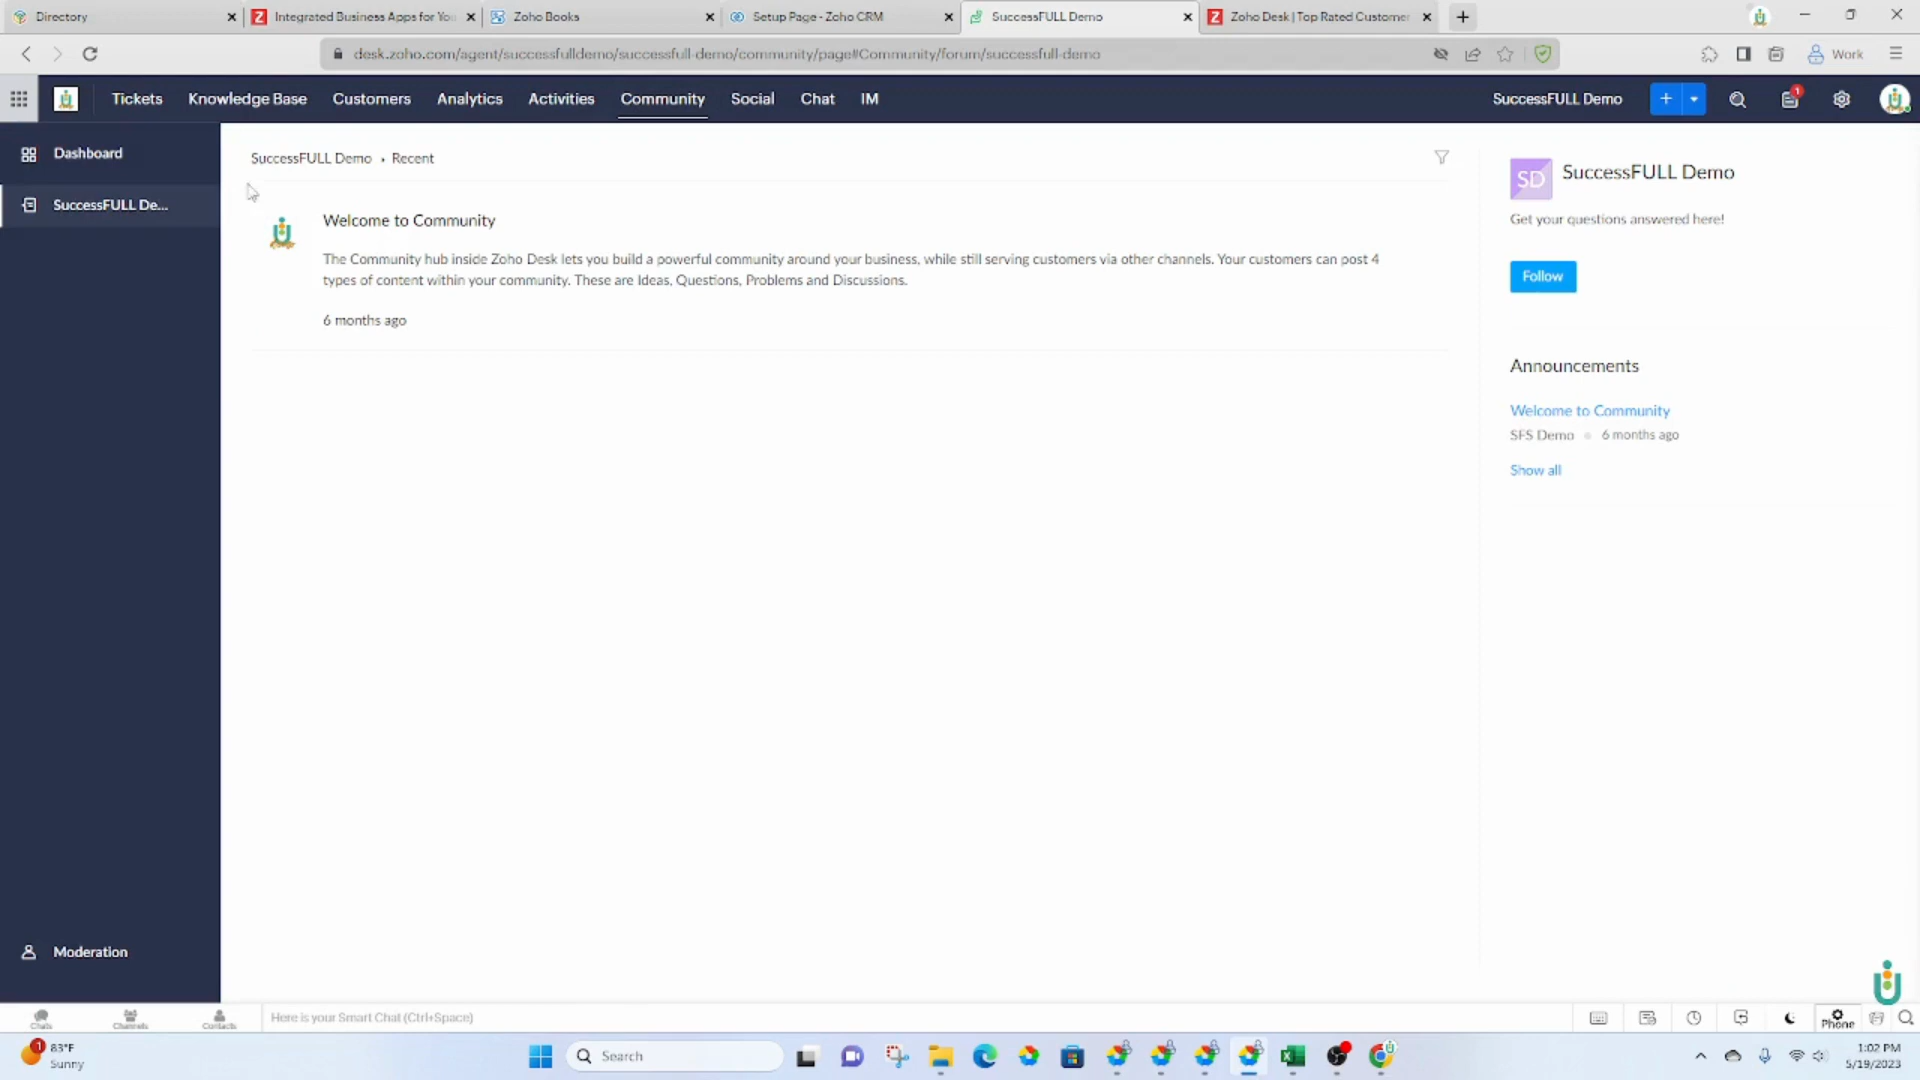 Directory
Integrated Business Apps for You
Zoho Books
Setup Page - Zoho CRM
SuccessFULL Demo
Zoho Desk | Top Rated Customer
desk.zoho.com/agent/successfulldemo/successfull-demo/community/page#Community/forum/successfull-demo
Work
Tickets
Knowledge Base
Customers
Analytics
Activities
Community
Social
Chat
IM
SuccessFULL Demo
1
Dashboard
SuccessFULL De...
Moderation
SuccessFULL Demo
Recent
Welcome to Community
The Community hub inside Zoho Desk lets you build a powerful community around your business, while still serving customers via other channels. Your customers can post 4
types of content within your community. These are Ideas, Questions, Problems and Discussions.
6 months ago
SD
SuccessFULL Demo
Get your questions answered here!
Follow
Announcements
Welcome to Community
SFS Demo
6 months ago
Show all
Chats
Channels
Contacts
Here is your Smart Chat (Ctrl+Space)
Phone
1
83°F
Sunny
Search
1:02 PM
5/19/2023